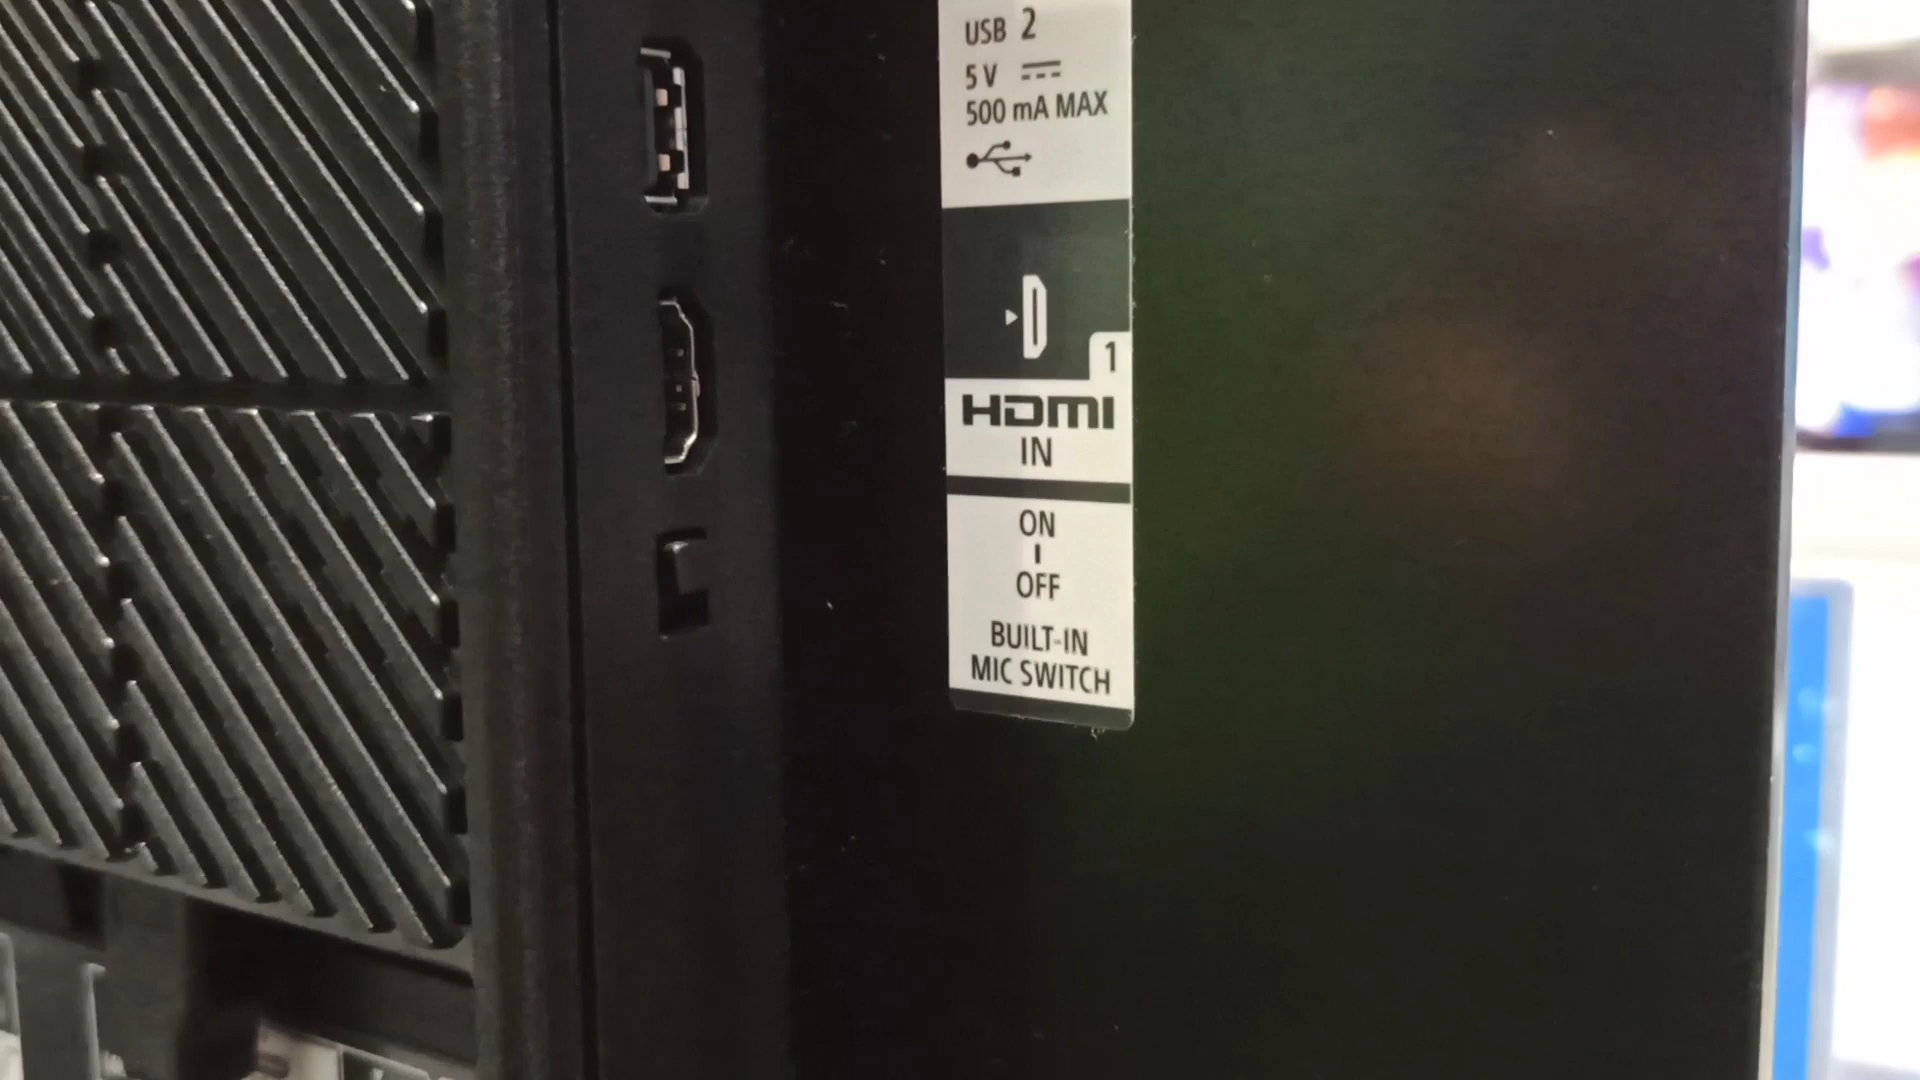 USB 2
5 V
500 mA MAX
1
HDMI
IN
ON
OFF
BUILT-IN
MIC SWITCH